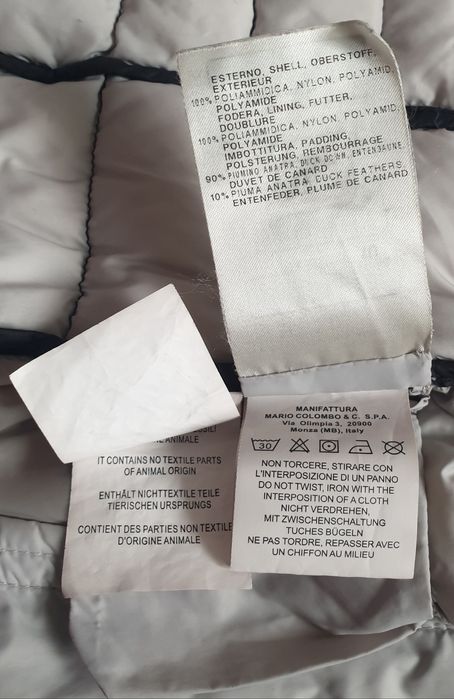 ESTERNO, SHELL, OBERSTOFF,
EXTERIEUR
100% POLIAMMIDICA, NYLON, POLYAMID,
POLYAMIDE
FODERA, LINING, FUTTER,
DOUBLURE
100% POLIAMMIDICA, NYLON, POLYAMID,
POLYAMIDE
IMBOTTITURA, PADDING,
POLSTERUNG, REMBOURRAGE
90% PIUMINO ANATRA, DUCK DOWN, ENTENDAUNE,
DUVET DE CANARD
10% PIUMA ANATRA, DUCK FEATHERS,
ENTENFEDER, PLUME DE CANARD
MANIFATTURA
MARIO COLOMBO & C. S.P.A.
Via Olimpia 3, 20900
Monza (MB), Italy
30
NON TORCERE, STIRARE CON
L'INTERPOSIZIONE DI UN PANNO
DO NOT TWIST, IRON WITH THE
INTERPOSITION OF A CLOTH
NICHT VERDREHEN,
MIT ZWISCHENSCHALTUNG
TUCHES BÜGELN
NE PAS TORDRE, REPASSER AVEC
UN CHIFFON AU MILIEU
ANIMALE
IT CONTAINS NO TEXTILE PARTS
OF ANIMAL ORIGIN
ENTHÄLT NICHTTEXTILE TEILE
TIERISCHEN URSPRUNGS
CONTIENT DES PARTIES NON TEXTILE
D'ORIGINE ANIMALE